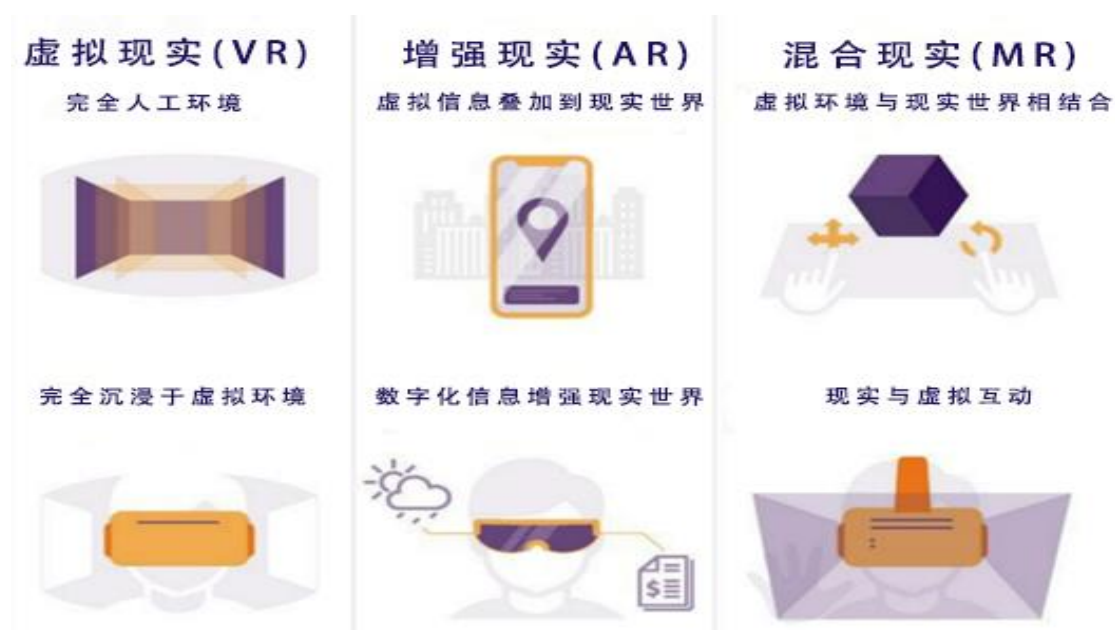 虚拟现实(VR)
完全人工环境
完全沉浸于虚拟环境
增强现实(AR)
虚拟信息叠加到现实世界
数字化信息增强现实世界
$
混合现实(MR)
虚拟环境与现实世界相结合
现实与虚拟互动